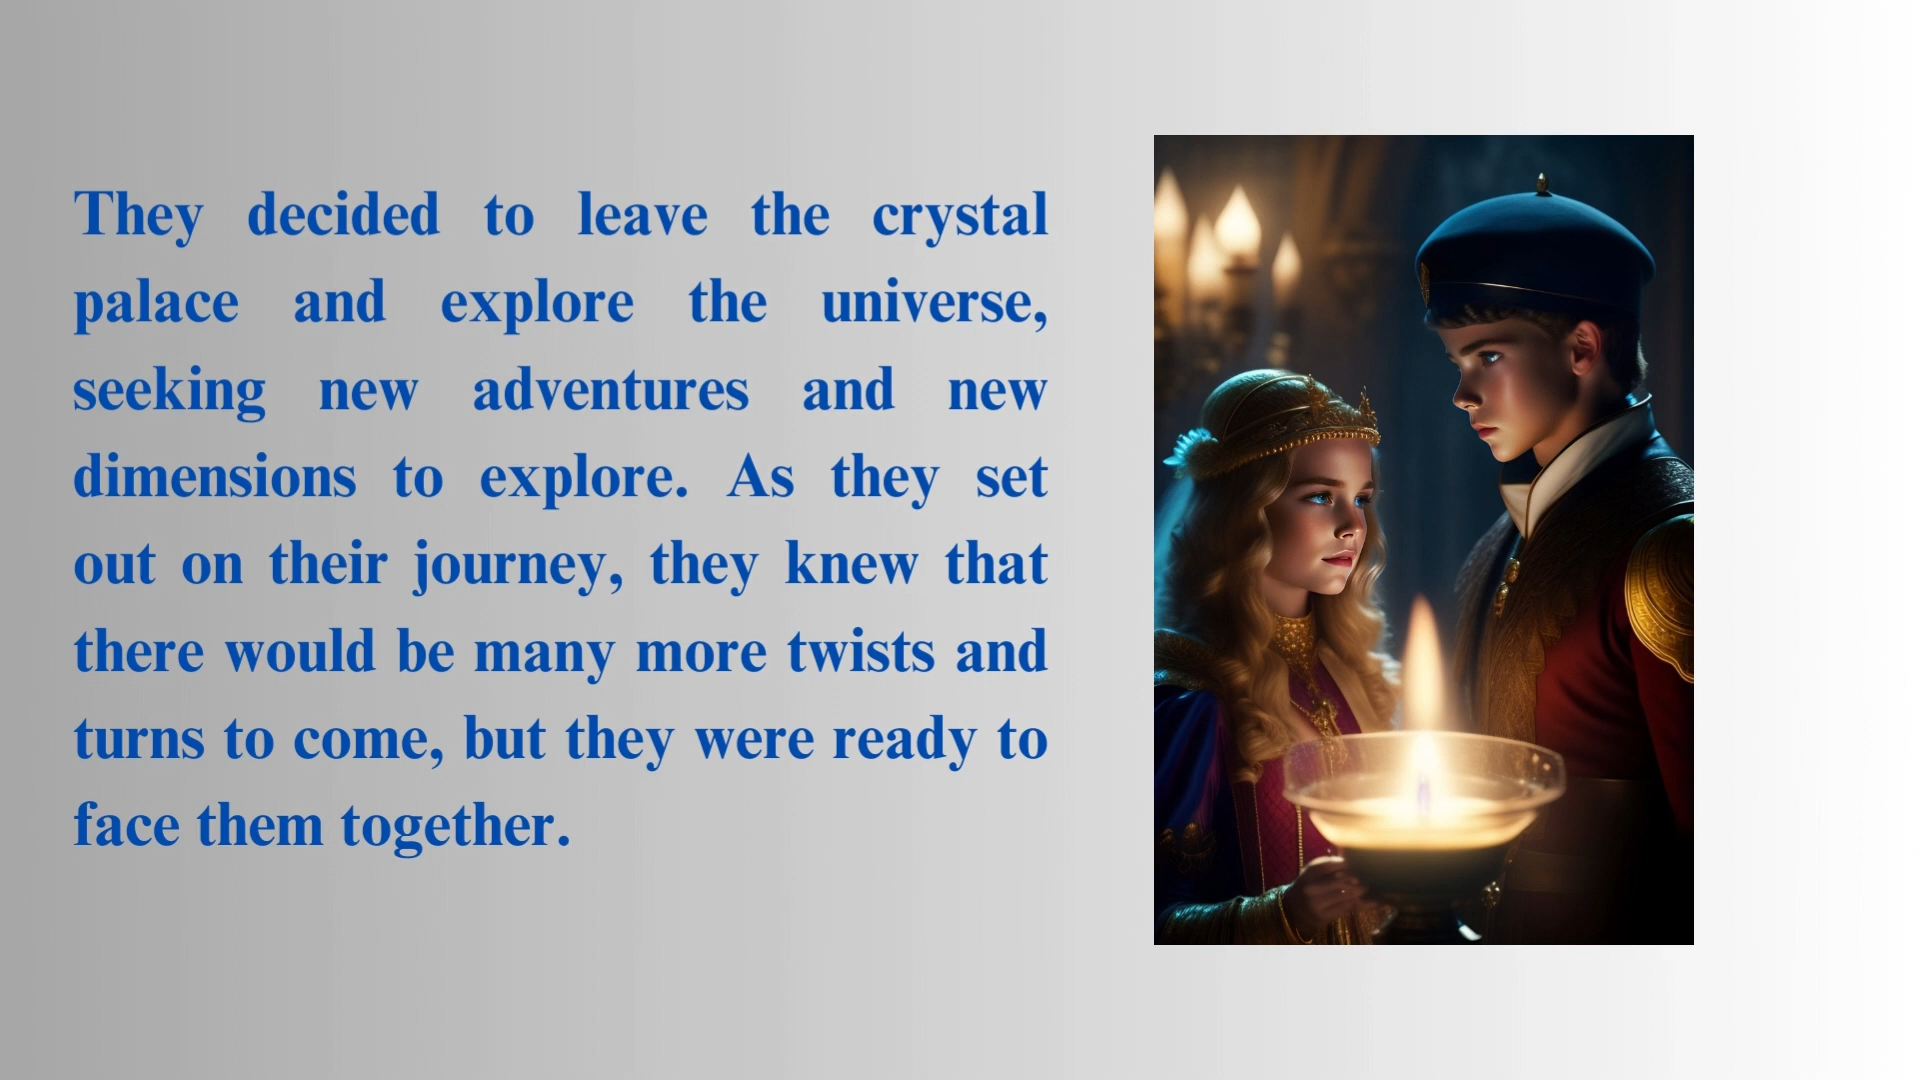 They decided to leave the crystal
palace and explore the universe,
seeking new adventures and new
dimensions to explore. As they set
out on their journey, they knew that
there would be many more twists and
turns to come, but they were ready to
face them together.